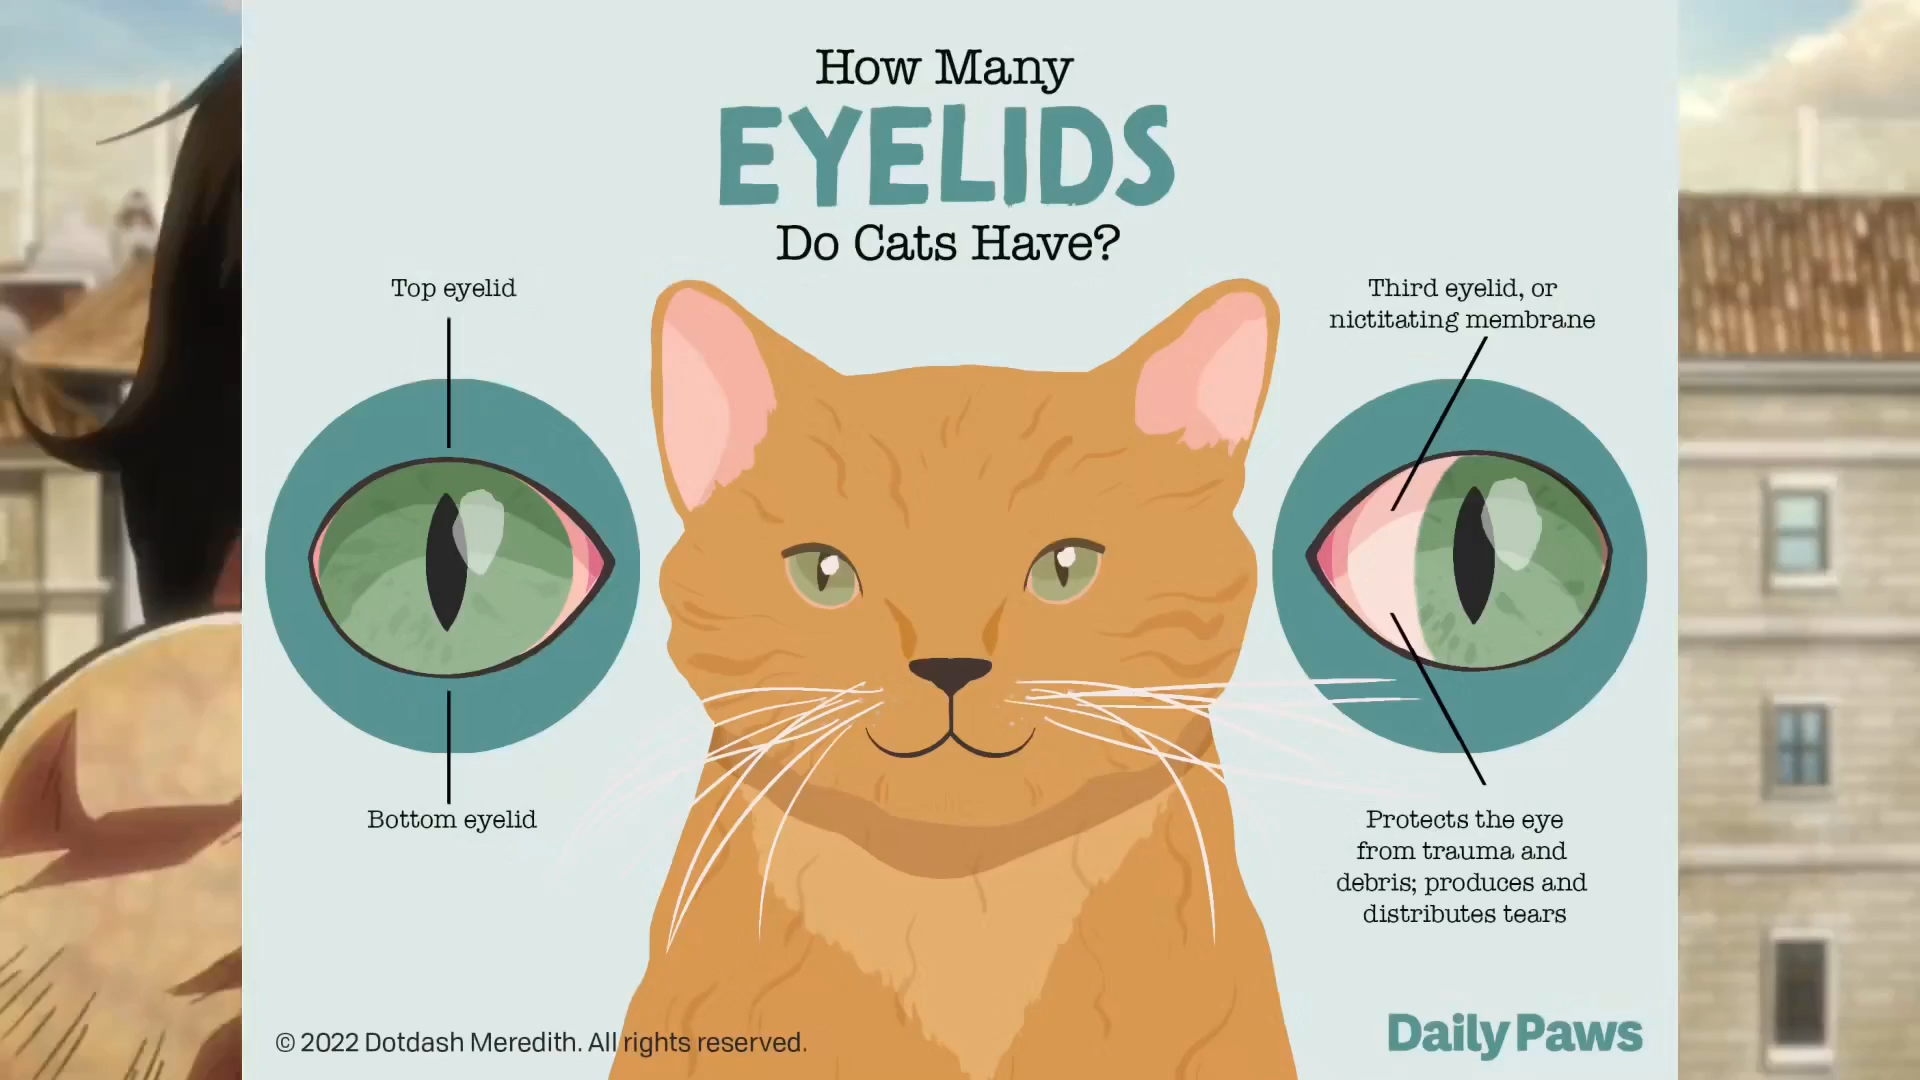 How Many
EYELIDS
Do Cats Have?
Top eyelid
Third eyelid, or
nictitating membrane
Bottom eyelid
Protects the eye
from trauma and
debris; produces and
distributes tears
© 2022 Dotdash Meredith. All rights reserved.
Daily Paws